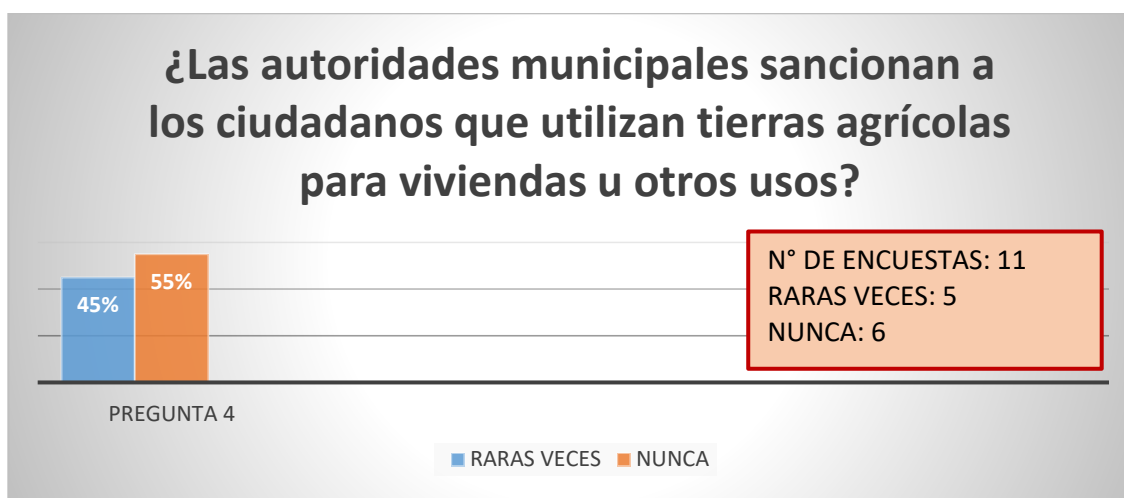 ¿Las autoridades municipales sancionan a
los ciudadanos que utilizan tierras agrícolas
para viviendas u otros usos?
N° DE ENCUESTAS: 11
RARAS VECES: 5
NUNCA: 6
45%
55%
PREGUNTA 4
RARAS VECES NUNCA